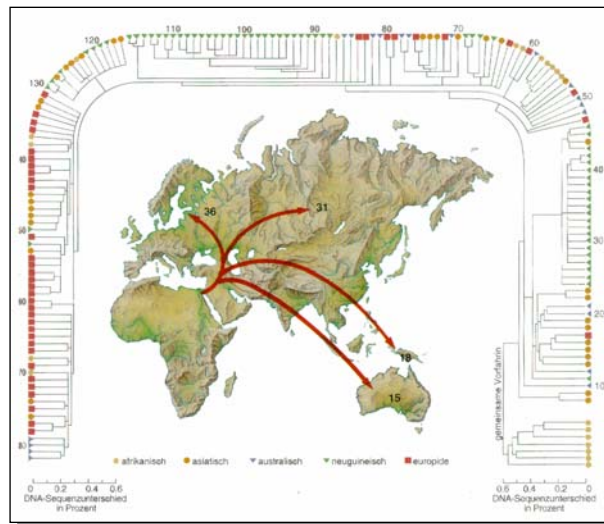 110
100
90
80
70
120
60
130
50
40
40
30
20
10
50
60
70
80
36
31
18
15
gemeinsame Vorfahrin
afrikanisch asiatisch australisch neuguineisch europide
0 0.2 0.4 0.6
DNA-Sequenzunterschied
in Prozent
0.6 0.4 0.2 0
DNA-Sequenzunterschied
in Prozent